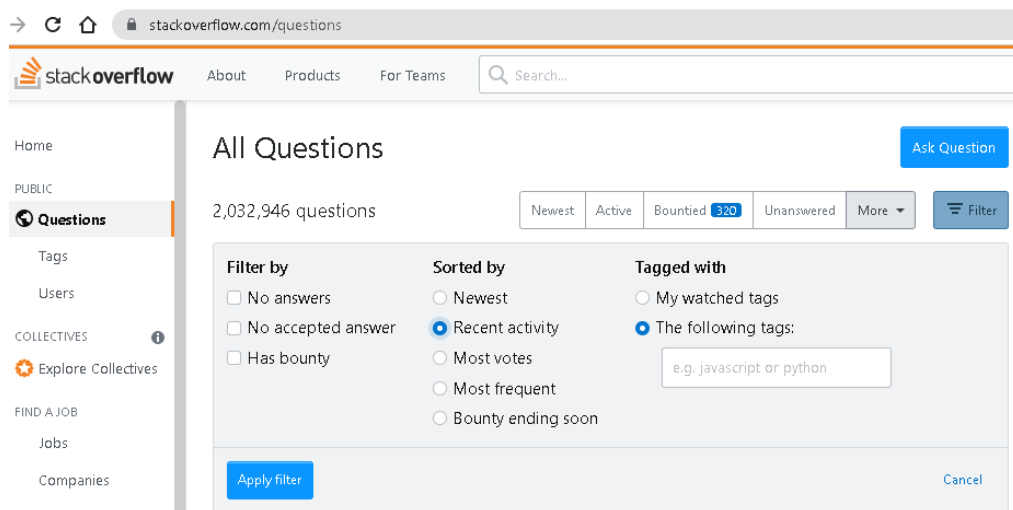 stackoverflow.com/questions
stackoverflow About Products For Teams Search...
Home
PUBLIC
Questions
Tags
Users
COLLECTIVES
Explore Collectives
FIND A JOB
Jobs
Companies
All Questions Ask Question
2,032,946 questions Newest Active Bountied 320 Unanswered More Filter
Filter by
No answers
No accepted answer
Has bounty
Sorted by
Newest
Recent activity
Most votes
Most frequent
Bounty ending soon
Tagged with
My watched tags
The following tags:
e.g. javascript or python
Apply filter Cancel